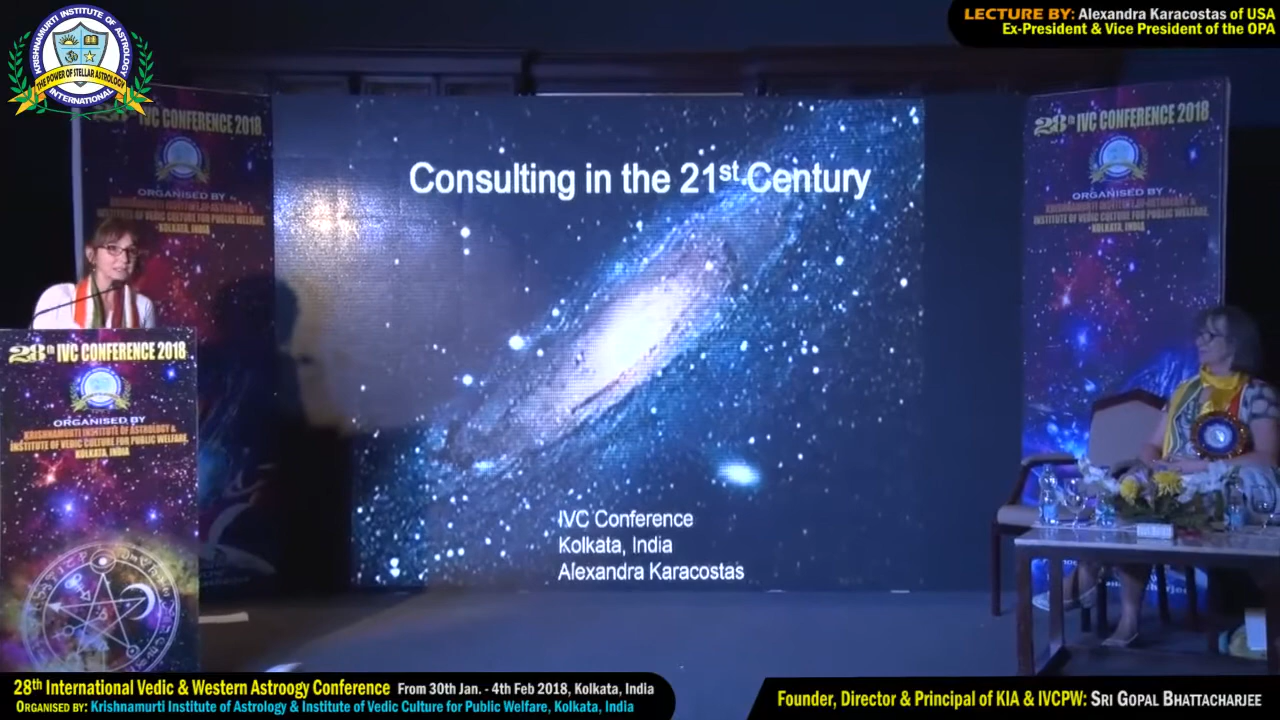 KRISHNAMURTI INSTITUTE OF ASTROLOGY
THE POWER OF STELLAR ASTROLOGY
INTERNATIONAL
LECTURE BY: Alexandra Karacostas of USA
Ex-President & Vice President of the OPA
IVC CONFERENCE 2018
ORGANISED BY
INSTITUTE OF VEDIC CULTURE FOR PUBLIC WELFARE,
KOLKATA, INDIA
Consulting in the 21st Century
IVC Conference
Kolkata, India
Alexandra Karacostas
28th IVC CONFERENCE 2018
ORGANISED BY
KRISHNAMURTI INSTITUTE OF ASTROLOGY &
INSTITUTE OF VEDIC CULTURE FOR PUBLIC WELFARE,
KOLKATA, INDIA
28th IVC CONFERENCE 2018
ORGANISED BY
KRISHNAMURTI INSTITUTE OF ASTROLOGY &
INSTITUTE OF VEDIC CULTURE FOR PUBLIC WELFARE,
KOLKATA, INDIA
28th International Vedic & Western Astroogy Conference From 30th Jan. - 4th Feb 2018, Kolkata, India
ORGANISED BY: Krishnamurti Institute of Astrology & Institute of Vedic Culture for Public Welfare, Kolkata, India
Founder, Director & Principal of KIA & IVCPW: SRI GOPAL BHATTACHARJEE